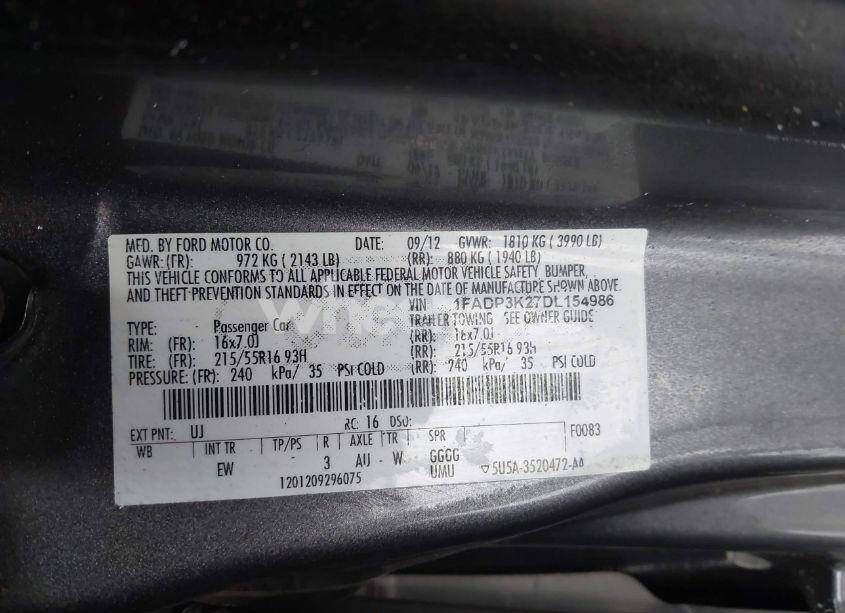 MFD. BY FORD MOTOR CO. DATE: 09/12 GVWR: 1810 KG ( 3990 LB)
GAWR: (FR): 972 KG ( 2143 LB) (RR): 880 KG ( 1940 LB)
THIS VEHICLE CONFORMS TO ALL APPLICABLE FEDERAL MOTOR VEHICLE SAFETY, BUMPER,
AND THEFT-PREVENTION STANDARDS IN EFFECT ON THE DATE OF MANUFACTURE SHOWN ABOVE.
VIN 1FADP3K27DL154986
TYPE: Passenger Car TRAILER TOWING SEE OWNER GUIDE
RIM: (FR): 16x7.0J (RR): 16x7.0J
TIRE: (FR): 215/55R16 93H (RR): 215/55R16 93H
PRESSURE: (FR): 240 kPa/ 35 PSI COLD (RR): 240 kPa/ 35 PSI COLD
EXT PNT: UJ RC: 16 DSO: F0083
WB INT TR TP/PS R AXLE TR SPR
EW - 3 AU - W GGGG
UMU
1201209296075 5U5A-3520472-AA